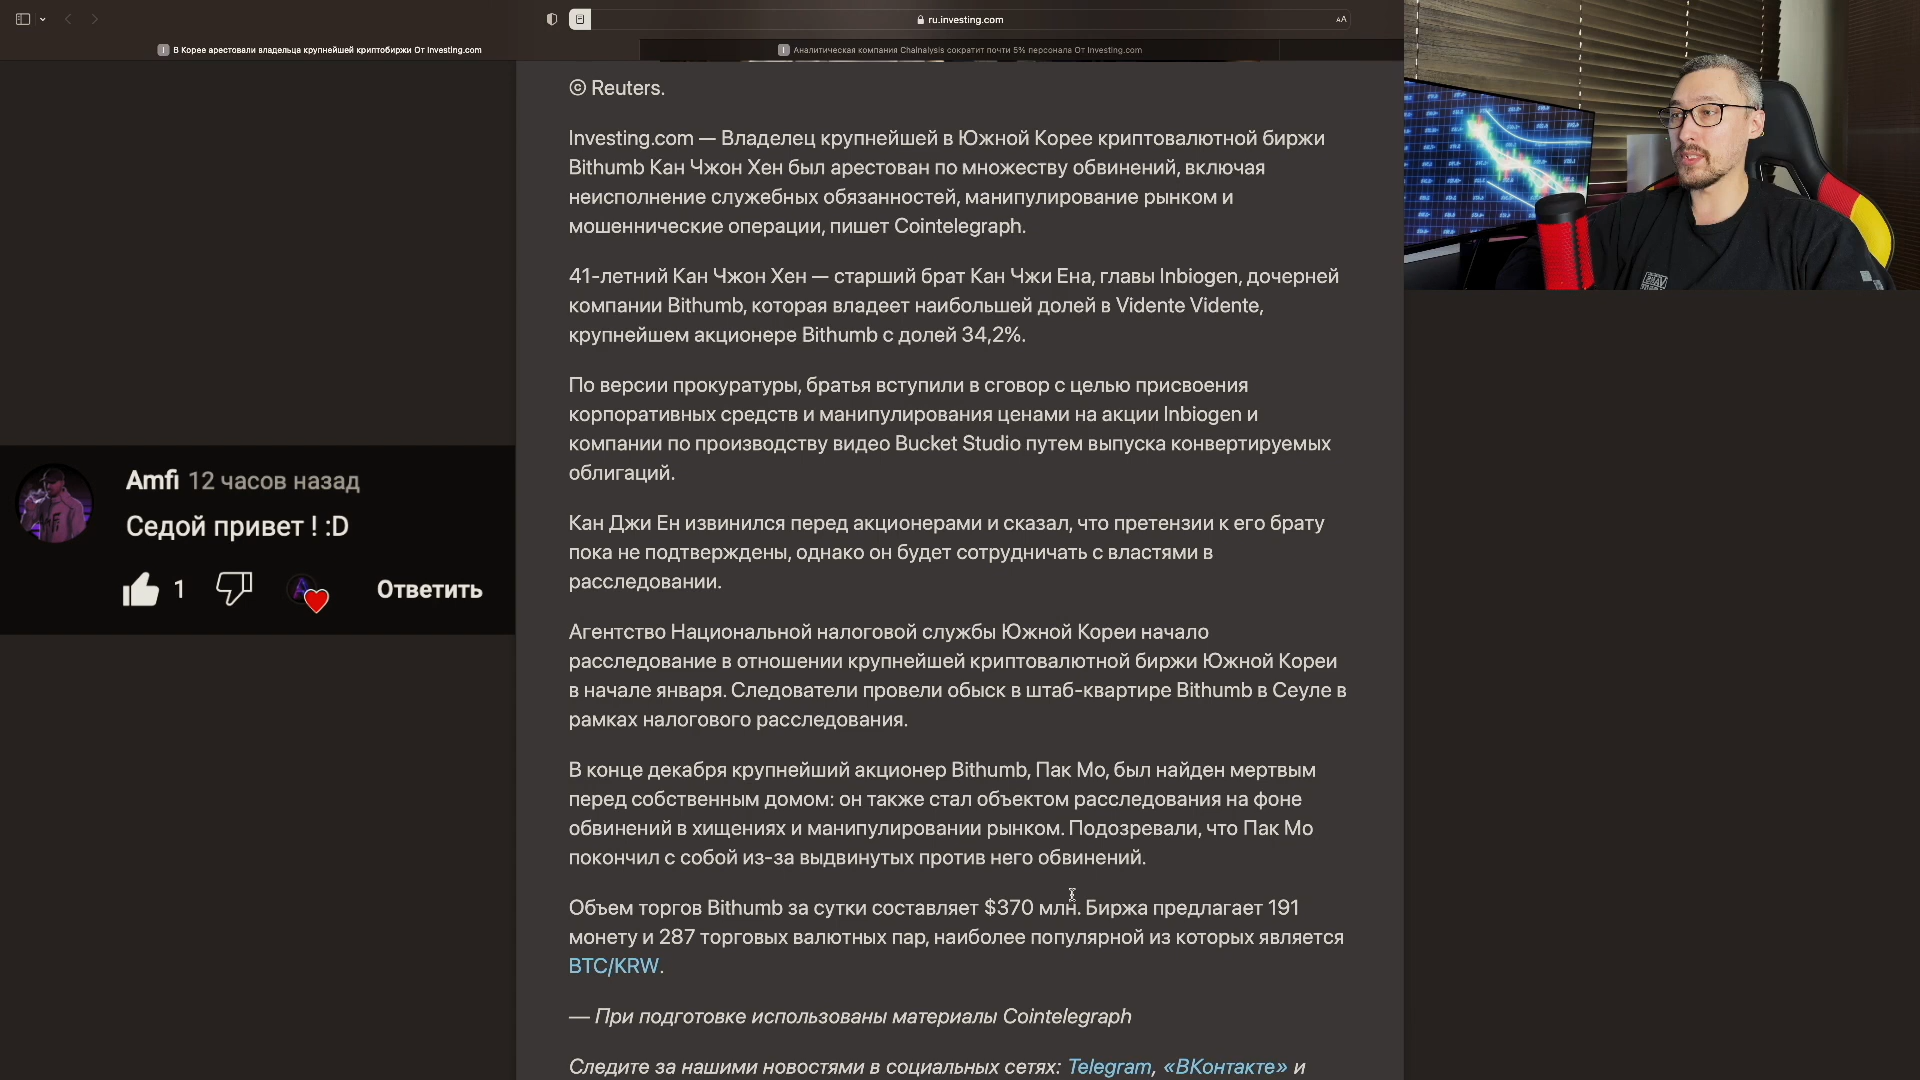 ru.investing.com
AA
В Корее арестовали владельца крупнейшей криптобиржи От Investing.com
Аналитическая компания Chainalysis сократит почти 5% персонала От Investing.com
© Reuters.
Investing.com — Владелец крупнейшей в Южной Корее криптовалютной биржи
Bithumb Кан Чжон Хен был арестован по множеству обвинений, включая
неисполнение служебных обязанностей, манипулирование рынком и
мошеннические операции, пишет Cointelegraph.
41-летний Кан Чжон Хен — старший брат Кан Чжи Ена, главы Inbiogen, дочерней
компании Bithumb, которая владеет наибольшей долей в Vidente Vidente,
крупнейшем акционере Bithumb с долей 34,2%.
По версии прокуратуры, братья вступили в сговор с целью присвоения
корпоративных средств и манипулирования ценами на акции Inbiogen и
компании по производству видео Bucket Studio путем выпуска конвертируемых
облигаций.
Кан Джи Ен извинился перед акционерами и сказал, что претензии к его брату
пока не подтверждены, однако он будет сотрудничать с властями в
расследовании.
Агентство Национальной налоговой службы Южной Кореи начало
расследование в отношении крупнейшей криптовалютной биржи Южной Кореи
в начале января. Следователи провели обыск в штаб-квартире Bithumb в Сеуле в
рамках налогового расследования.
В конце декабря крупнейший акционер Bithumb, Пак Мо, был найден мертвым
перед собственным домом: он также стал объектом расследования на фоне
обвинений в хищениях и манипулировании рынком. Подозревали, что Пак Мо
покончил с собой из-за выдвинутых против него обвинений.
Объем торгов Bithumb за сутки составляет $370 млн. Биржа предлагает 191
монету и 287 торговых валютных пар, наиболее популярной из которых является
BTC/KRW.
— При подготовке использованы материалы Cointelegraph
Следите за нашими новостями в социальных сетях: Telegram, «ВКонтакте» и
Amfi 12 часов назад
Седой привет ! :D
1 Ответить